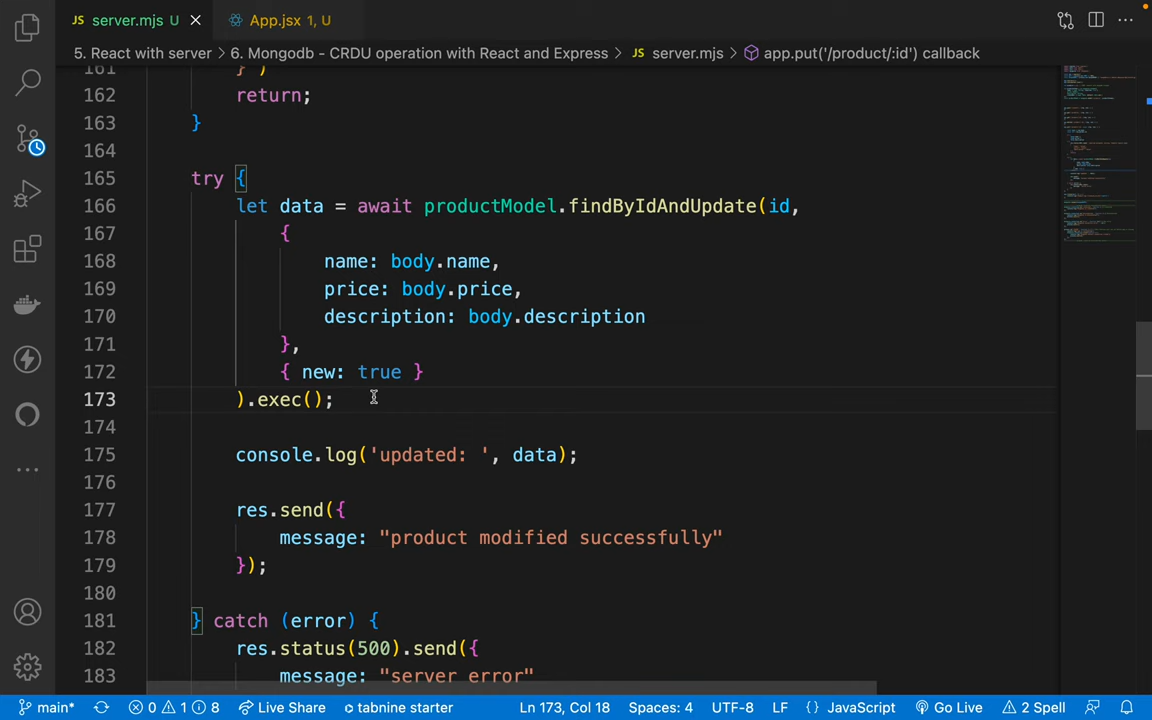 JS server.mjs U × App.jsx 1, U
5. React with server > 6. Mongodb - CRDU operation with React and Express > JS server.mjs > app.put('/product/:id') callback
161 } )
162 return;
163 }
164
165 try {
166 let data = await productModel.findByIdAndUpdate(id,
167 {
168 name: body.name,
169 price: body.price,
170 description: body.description
171 },
172 { new: true }
173 ).exec();
174
175 console.log('updated: ', data);
176
177 res.send({
178 message: "product modified successfully"
179 });
180
181 } catch (error) {
182 res.status(500).send({
183 message: "server error"
main* 0 1 8 Live Share tabnine starter Ln 173, Col 18 Spaces: 4 UTF-8 LF {} JavaScript Go Live 2 Spell